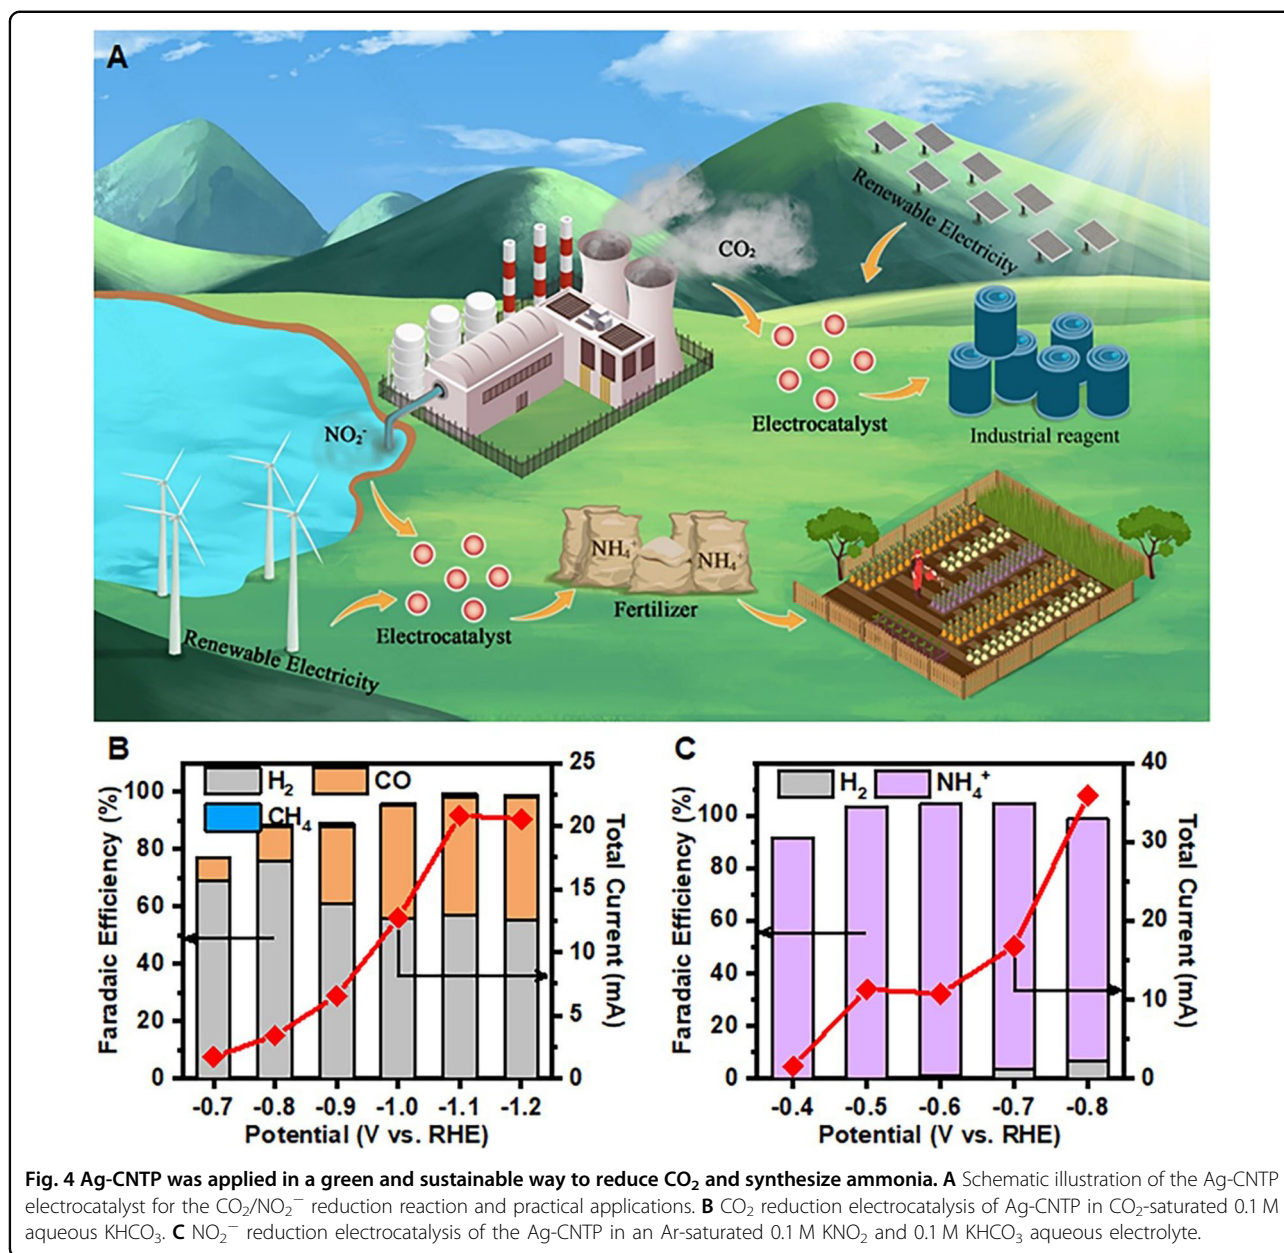 A
Renewable Electricity
CO₂
Electrocatalyst
Industrial reagent
NO₂⁻
NH₄⁺
NH₄⁺
Fertilizer
Electrocatalyst
Renewable Electricity
B
H₂
CO
CH₄
Faradaic Efficiency (%)
100
80
60
40
20
0
25
20
15
10
5
0
Total Current (mA)
-0.7 -0.8 -0.9 -1.0 -1.1 -1.2
Potential (V vs. RHE)
C
H₂
NH₄⁺
Faradaic Efficiency (%)
100
80
60
40
20
0
40
30
20
10
0
Total Current (mA)
-0.4 -0.5 -0.6 -0.7 -0.8
Potential (V vs. RHE)
Fig. 4 Ag-CNTP was applied in a green and sustainable way to reduce CO₂ and synthesize ammonia. A Schematic illustration of the Ag-CNTP
electrocatalyst for the CO₂/NO₂⁻ reduction reaction and practical applications. B CO₂ reduction electrocatalysis of Ag-CNTP in CO₂-saturated 0.1 M
aqueous KHCO₃. C NO₂⁻ reduction electrocatalysis of the Ag-CNTP in an Ar-saturated 0.1 M KNO₂ and 0.1 M KHCO₃ aqueous electrolyte.